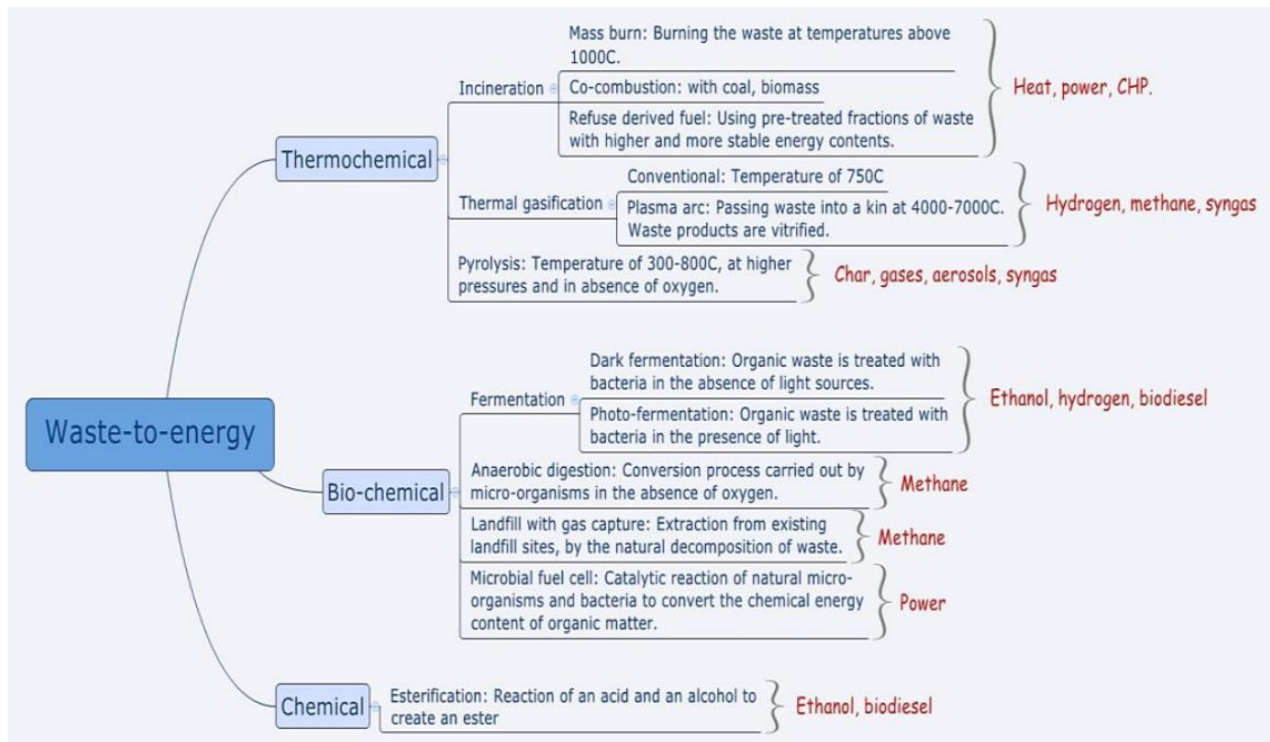 Mass burn: Burning the waste at temperatures above
1000C.
Incineration
Co-combustion: with coal, biomass
Refuse derived fuel: Using pre-treated fractions of waste
with higher and more stable energy contents.
Heat, power, CHP.
Thermochemical
Conventional: Temperature of 750C
Thermal gasification
Plasma arc: Passing waste into a kin at 4000-7000C.
Waste products are vitrified.
Hydrogen, methane, syngas
Pyrolysis: Temperature of 300-800C, at higher
pressures and in absence of oxygen.
Char, gases, aerosols, syngas
Waste-to-energy
Dark fermentation: Organic waste is treated with
bacteria in the absence of light sources.
Fermentation
Photo-fermentation: Organic waste is treated with
bacteria in the presence of light.
Ethanol, hydrogen, biodiesel
Bio-chemical
Anaerobic digestion: Conversion process carried out by
micro-organisms in the absence of oxygen.
Methane
Landfill with gas capture: Extraction from existing
landfill sites, by the natural decomposition of waste.
Methane
Microbial fuel cell: Catalytic reaction of natural micro-
organisms and bacteria to convert the chemical energy
content of organic matter.
Power
Chemical
Esterification: Reaction of an acid and an alcohol to
create an ester
Ethanol, biodiesel